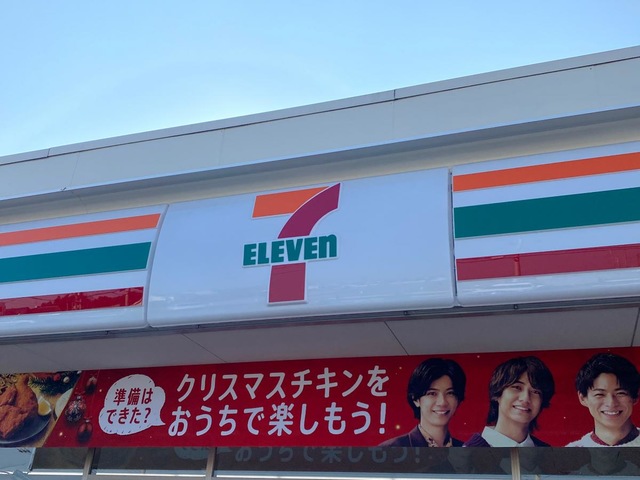 7
ELEVEn
準備は
できた?
クリスマスチキンを
おうちで楽しもう!